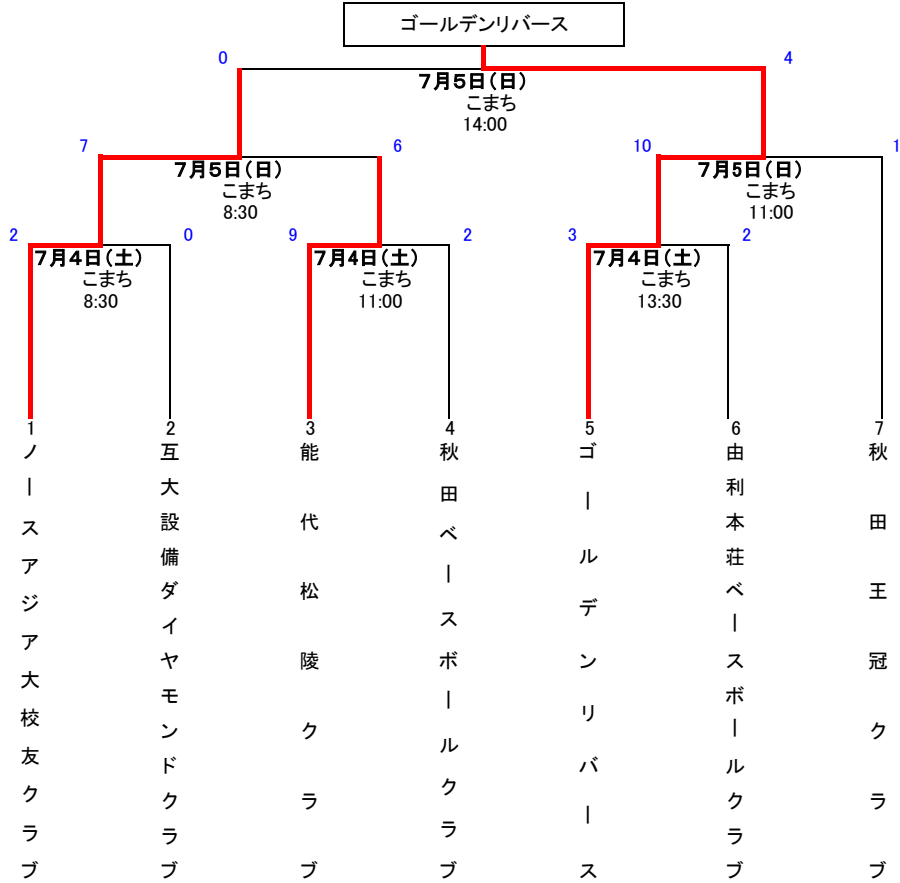 ゴールデンリバース
0
4
7月5日(日)
こまち
14:00
7
6
10
1
7月5日(日)
こまち
8:30
7月5日(日)
こまち
11:00
2
0
9
2
3
2
7月4日(土)
こまち
8:30
7月4日(土)
こまち
11:00
7月4日(土)
こまち
13:30
1
2
3
4
5
6
7
ノースアジア大校友クラブ
互大設備ダイヤモンドクラブ
能代松陵クラブ
秋田ベースボールクラブ
ゴールデンリバース
由利本荘ベースボールクラブ
秋田王冠クラブ